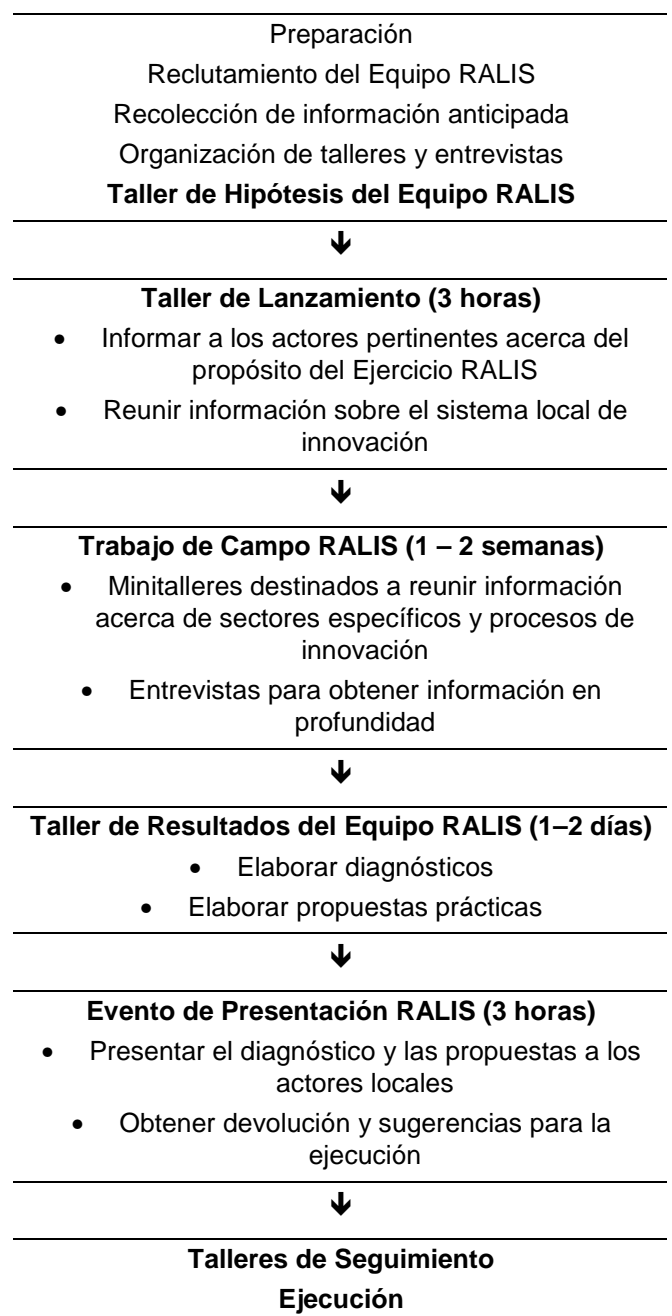 Preparación
Reclutamiento del Equipo RALIS
Recolección de información anticipada
Organización de talleres y entrevistas
Taller de Hipótesis del Equipo RALIS
Taller de Lanzamiento (3 horas)
• Informar a los actores pertinentes acerca del
propósito del Ejercicio RALIS
• Reunir información sobre el sistema local de
innovación
Trabajo de Campo RALIS (1 – 2 semanas)
• Minitalleres destinados a reunir información
acerca de sectores específicos y procesos de
innovación
• Entrevistas para obtener información en
profundidad
Taller de Resultados del Equipo RALIS (1–2 días)
• Elaborar diagnósticos
• Elaborar propuestas prácticas
Evento de Presentación RALIS (3 horas)
• Presentar el diagnóstico y las propuestas a los
actores locales
• Obtener devolución y sugerencias para la
ejecución
Talleres de Seguimiento
Ejecución